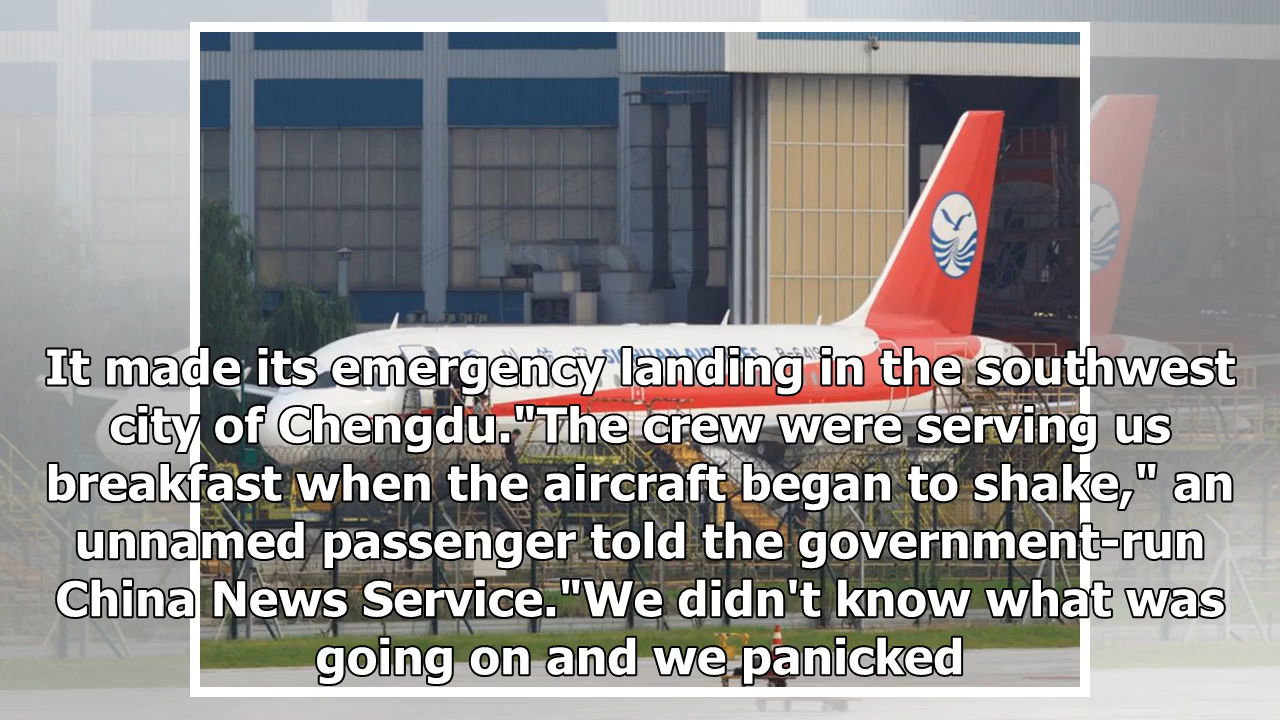 It made its emergency landing in the southwest
city of Chengdu."The crew were serving us
breakfast when the aircraft began to shake," an
unnamed passenger told the government-run
China News Service."We didn't know what was
going on and we panicked